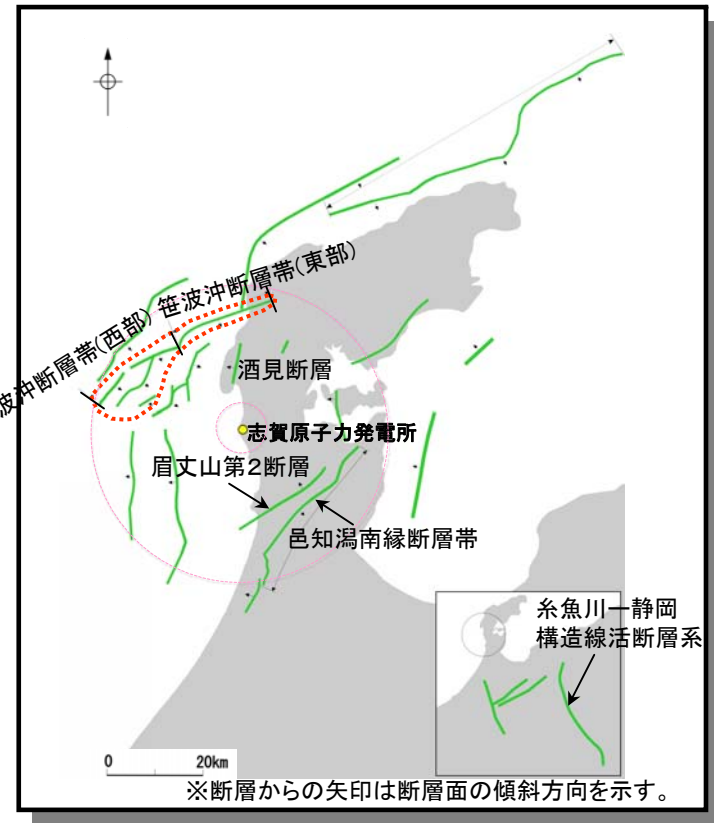 笹波沖断層帯(東部)
波沖断層帯(西部)
酒見断層
志賀原子力発電所
眉丈山第2断層
邑知潟南縁断層帯
糸魚川ー静岡
構造線活断層系
0 20km
※断層からの矢印は断層面の傾斜方向を示す。